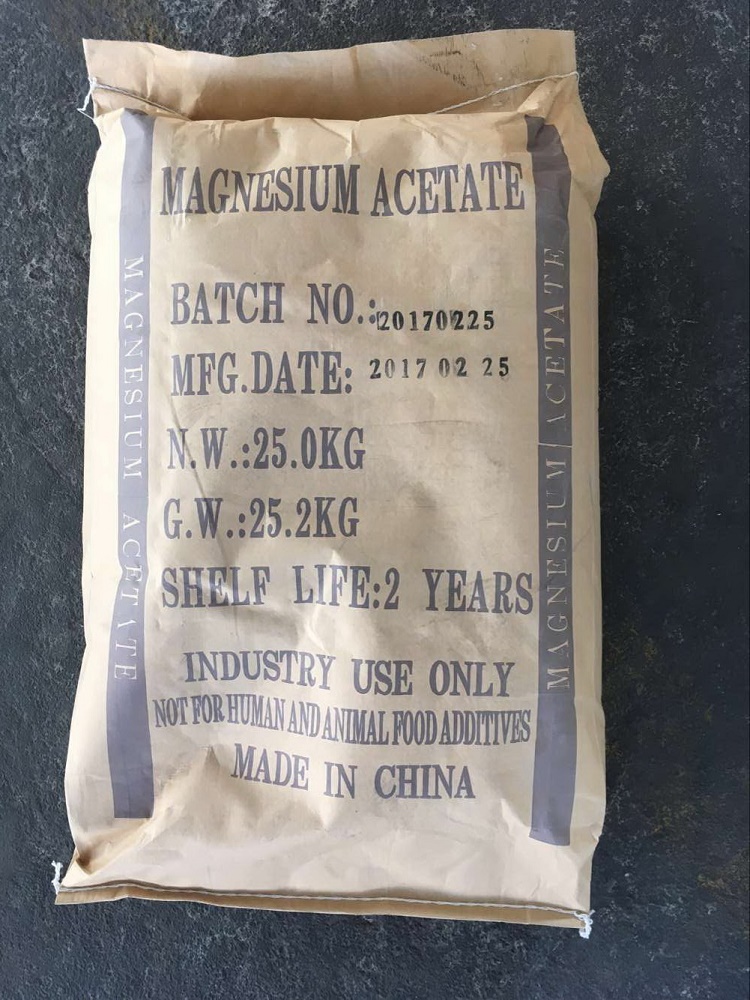 MAGNESIUM ACETATE
BATCH NO.:20170225
MFG.DATE: 2017 02 25
N.W.:25.0KG
G.W.:25.2KG
SHELF LIFE:2 YEARS
INDUSTRY USE ONLY
NOT FOR HUMAN AND ANIMAL FOOD ADDITIVES
MADE IN CHINA
MAGNESIUM ACETATE
MAGNESIUM ACETATE